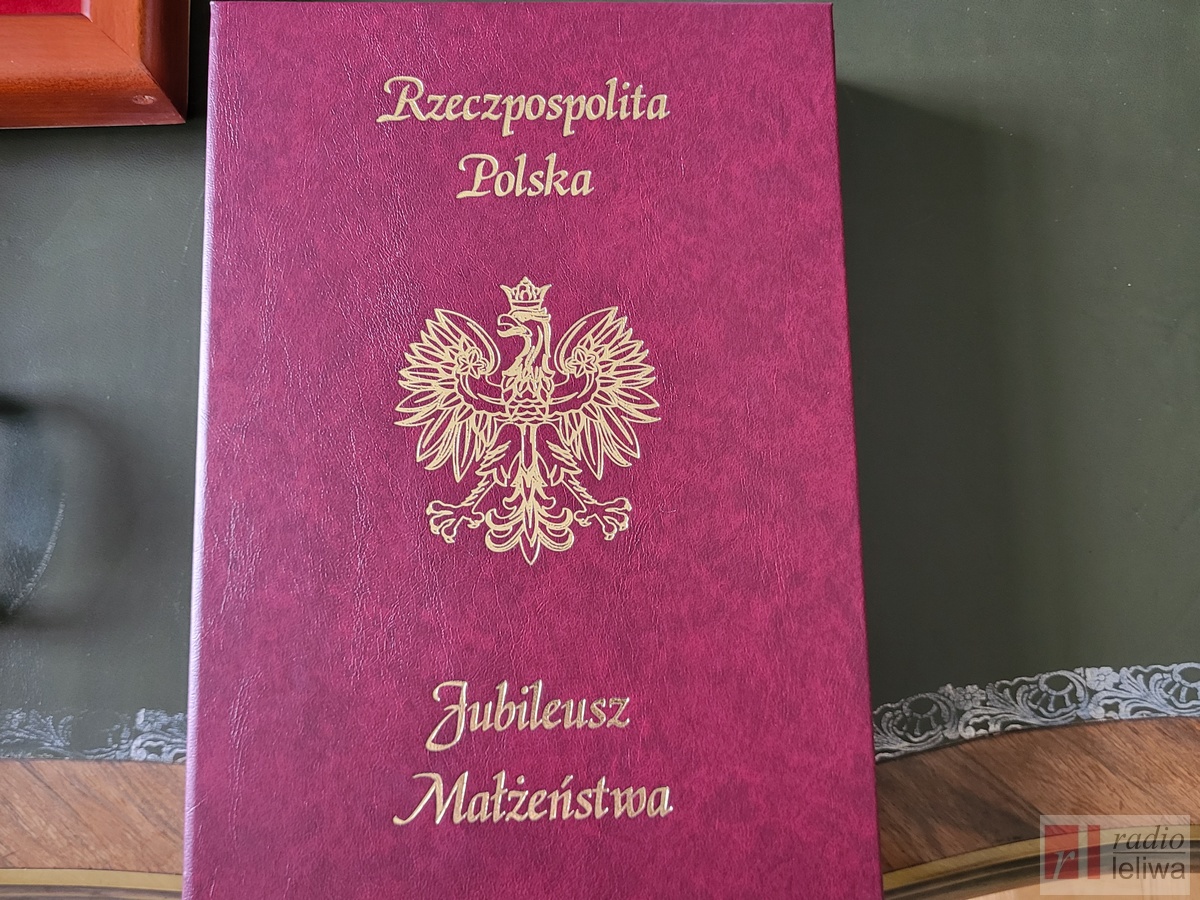 Rzeczpospolita
Polska
Jubileusz
Małżeństwa
radio
leliwa